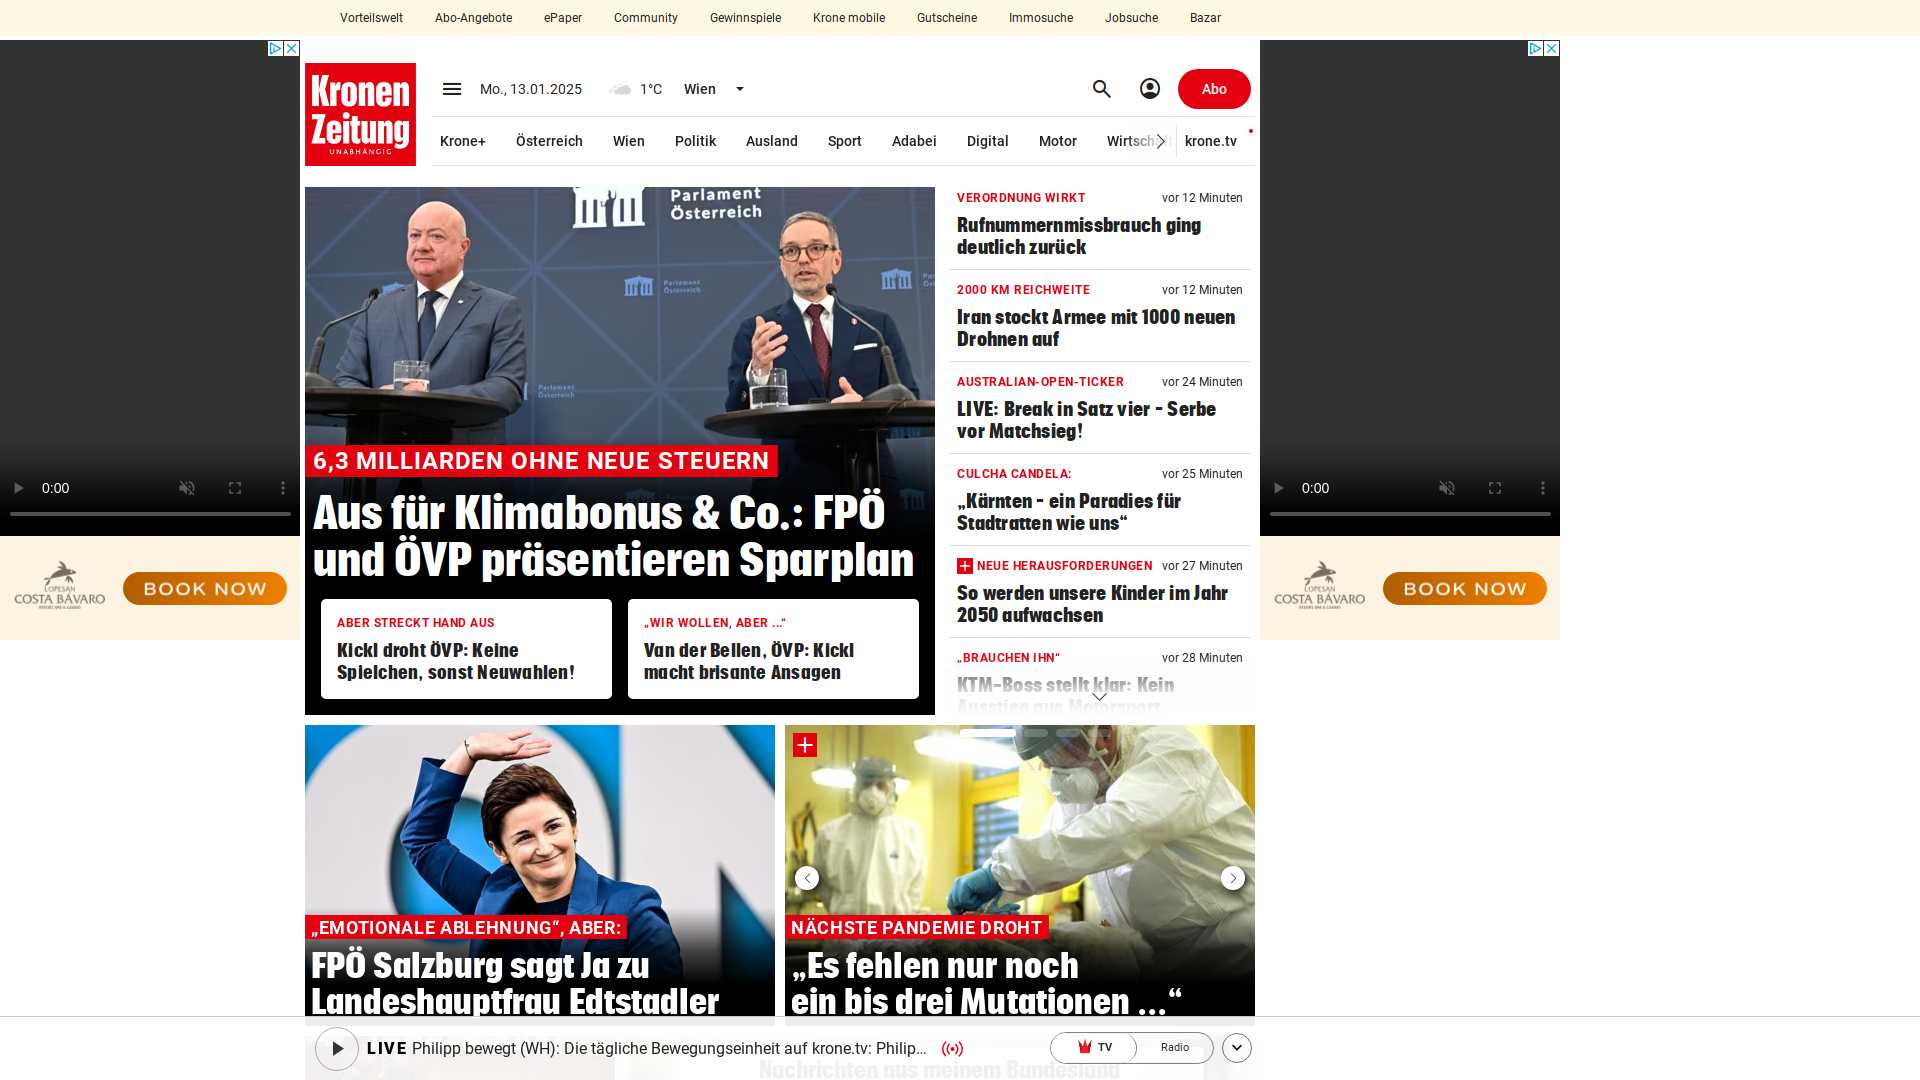 Vorteilswelt
Abo-Angebote
ePaper
Community
Gewinnspiele
Krone mobile
Gutscheine
Immosuche
Jobsuche
Bazar
Kronen
Zeitung
UNABHÄNGIG
Mo., 13.01.2025
1°C
Wien
Abo
Krone+
Österreich
Wien
Politik
Ausland
Sport
Adabei
Digital
Motor
Wirtschaft
krone.tv
Parlament
Österreich
Parlament
Österreich
Parlament
Österreich
6,3 MILLIARDEN OHNE NEUE STEUERN
Aus für Klimabonus & Co.: FPÖ
und ÖVP präsentieren Sparplan
ABER STRECKT HAND AUS
Kickl droht ÖVP: Keine
Spielchen, sonst Neuwahlen!
„WIR WOLLEN, ABER ...“
Van der Bellen, ÖVP: Kickl
macht brisante Ansagen
VERORDNUNG WIRKT
vor 12 Minuten
Rufnummernmissbrauch ging
deutlich zurück
2000 KM REICHWEITE
vor 12 Minuten
Iran stockt Armee mit 1000 neuen
Drohnen auf
AUSTRALIAN-OPEN-TICKER
vor 24 Minuten
LIVE: Break in Satz vier - Serbe
vor Matchsieg!
CULCHA CANDELA:
vor 25 Minuten
„Kärnten - ein Paradies für
Stadtratten wie uns“
NEUE HERAUSFORDERUNGEN
vor 27 Minuten
So werden unsere Kinder im Jahr
2050 aufwachsen
„BRAUCHEN IHN“
vor 28 Minuten
KTM-Boss stellt klar: Kein
Ausstieg aus Motorsport
0:00
LOPESAN
COSTA BÁVARO
BOOK NOW
0:00
LOPESAN
COSTA BÁVARO
BOOK NOW
„EMOTIONALE ABLEHNUNG“, ABER:
FPÖ Salzburg sagt Ja zu
Landeshauptfrau Edtstadler
NÄCHSTE PANDEMIE DROHT
„Es fehlen nur noch
ein bis drei Mutationen ...“
LIVE Philipp bewegt (WH): Die tägliche Bewegungseinheit auf krone.tv: Philip...
TV
Radio
Nachrichten aus meinem Bundesland